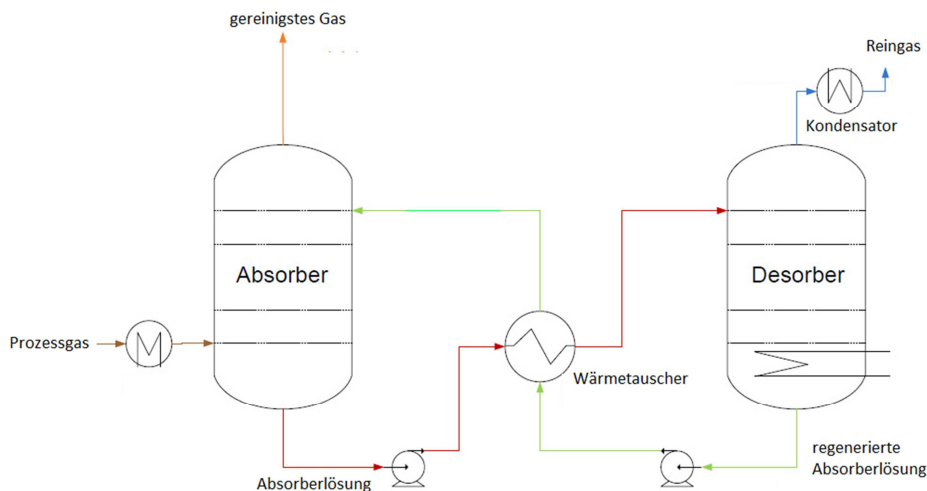 gereinigstes Gas
Reingas
Kondensator
Absorber
Desorber
Prozessgas
Wärmetauscher
Absorberlösung
regenerierte
Absorberlösung